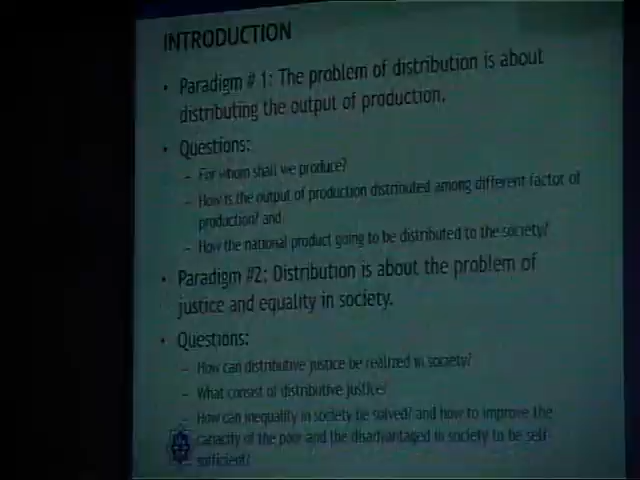 INTRODUCTION
• Paradigm # 1: The problem of distribution is about
distributing the output of production.
• Questions:
– For whom shall we produce?
– How is the output of production distributed among different factor of
production? and
– How the national product going to be distributed to the society?
• Paradigm #2: Distribution is about the problem of
justice and equality in society.
• Questions:
– How can distributive justice be realized in society?
– What consist of distributive justice?
– How can inequality in society be solved? and how to improve the
capacity of the poor and the disadvantaged in society to be self-
sufficient?